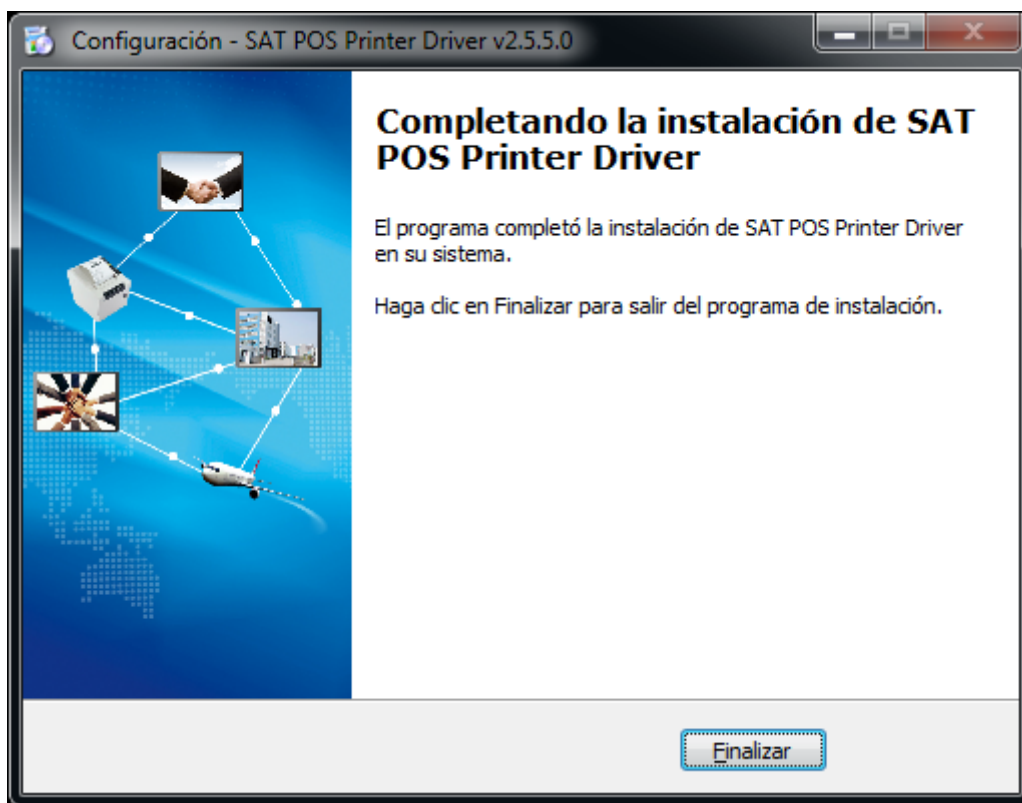 Configuración - SAT POS Printer Driver v2.5.5.0
Completando la instalación de SAT
POS Printer Driver
El programa completó la instalación de SAT POS Printer Driver
en su sistema.
Haga clic en Finalizar para salir del programa de instalación.
Finalizar